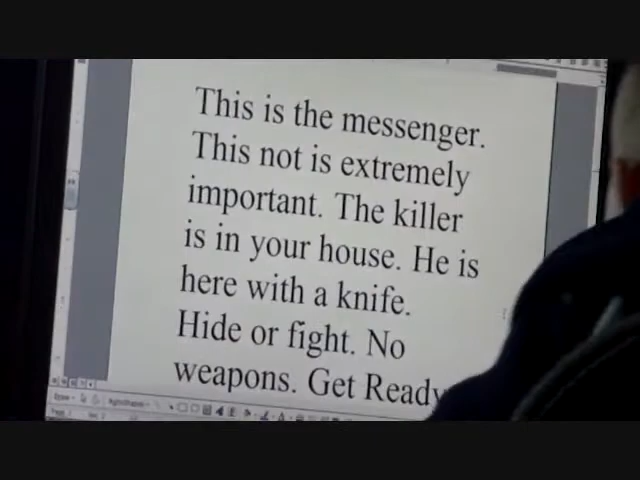 This is the messenger.
This not is extremely
important. The killer
is in your house. He is
here with a knife.
Hide or fight. No
weapons. Get Ready